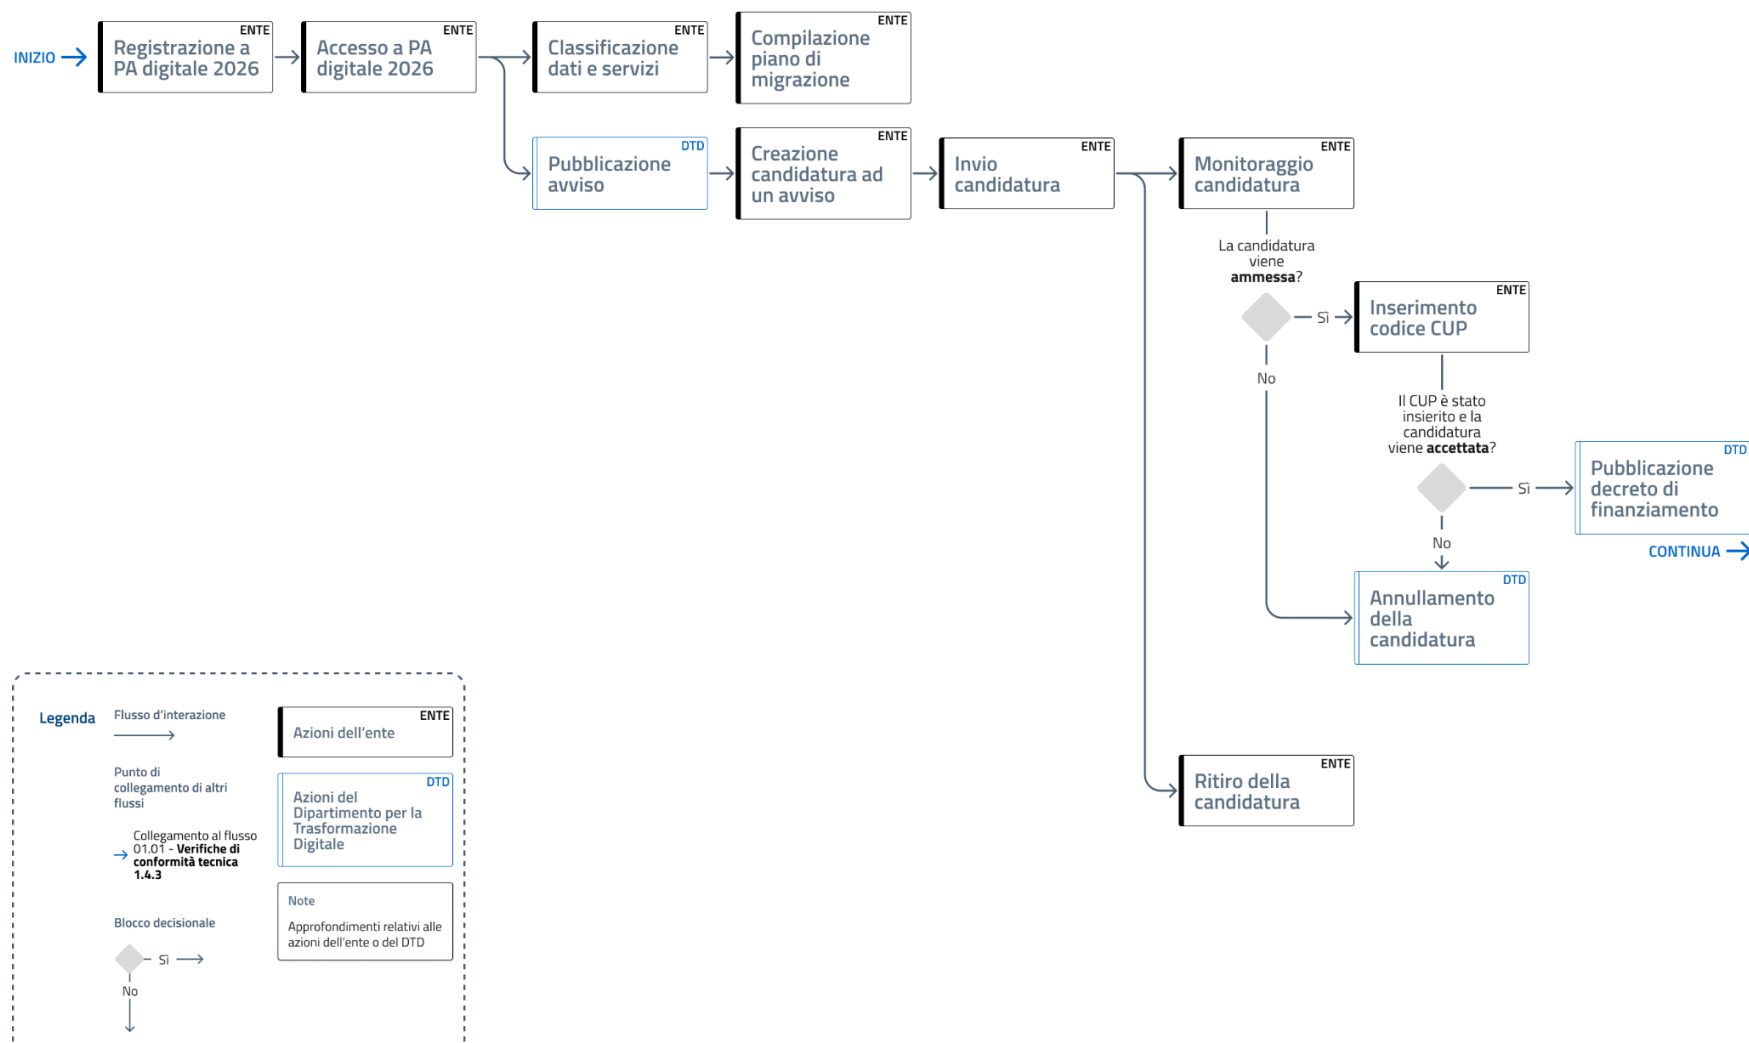 INIZIO
ENTE
Registrazione a
PA digitale 2026
ENTE
Accesso a PA
digitale 2026
ENTE
Classificazione
dati e servizi
ENTE
Compilazione
piano di
migrazione
DTD
Pubblicazione
avviso
ENTE
Creazione
candidatura ad
un avviso
ENTE
Invio
candidatura
ENTE
Monitoraggio
candidatura
La candidatura
viene
ammessa?
Sì
No
ENTE
Inserimento
codice CUP
Il CUP è stato
insierito e la
candidatura
viene accettata?
Sì
No
DTD
Pubblicazione
decreto di
finanziamento
CONTINUA
DTD
Annullamento
della
candidatura
ENTE
Ritiro della
candidatura
Legenda
Flusso d'interazione
Punto di
collegamento di altri
flussi
Collegamento al flusso
01.01 - Verifiche di
conformità tecnica
1.4.3
Blocco decisionale
Sì
No
ENTE
Azioni dell'ente
DTD
Azioni del
Dipartimento per la
Trasformazione
Digitale
Note
Approfondimenti relativi alle
azioni dell'ente o del DTD